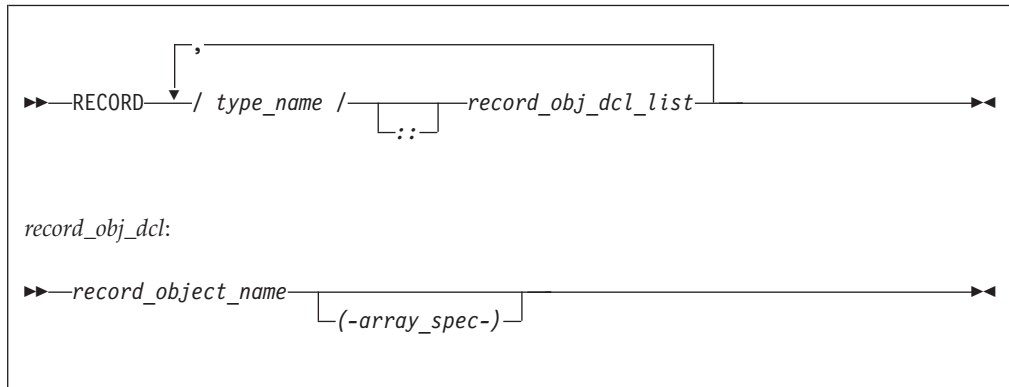 ,
►►—RECORD—▼—/ type_name /—::—record_obj_dcl_list—►◄
record_obj_dcl:
►►—record_object_name—(-array_spec-)—►◄